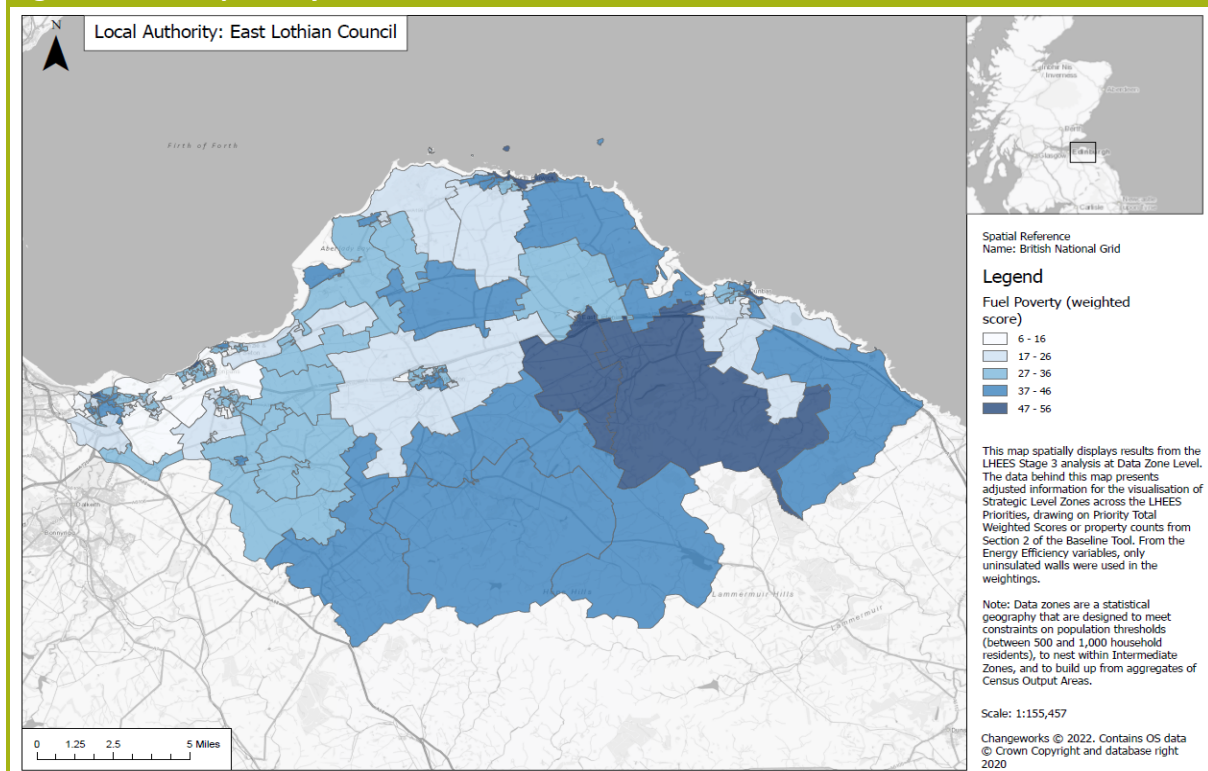 Local Authority: East Lothian Council
N
Firth of Forth
Inverness
Aberdeen
Perth
Glasgow
Edinburgh
Carlisle
Spatial Reference
Name: British National Grid
Legend
Fuel Poverty (weighted
score)
6 - 16
17 - 26
27 - 36
37 - 46
47 - 56
This map spatially displays results from the
LHEES Stage 3 analysis at Data Zone Level.
The data behind this map presents
adjusted information for the visualisation of
Strategic Level Zones across the LHEES
Priorities, drawing on Priority Total
Weighted Scores or property counts from
Section 2 of the Baseline Tool. From the
Energy Efficiency variables, only
uninsulated walls were used in the
weightings.
Note: Data zones are a statistical
geography that are designed to meet
constraints on population thresholds
(between 500 and 1,000 household
residents), to nest within Intermediate
Zones, and to build up from aggregates of
Census Output Areas.
Scale: 1:155,457
Changeworks © 2022. Contains OS data
© Crown Copyright and database right
2020
Lammermuir Hills
Lammermuir
0 1.25 2.5 5 Miles